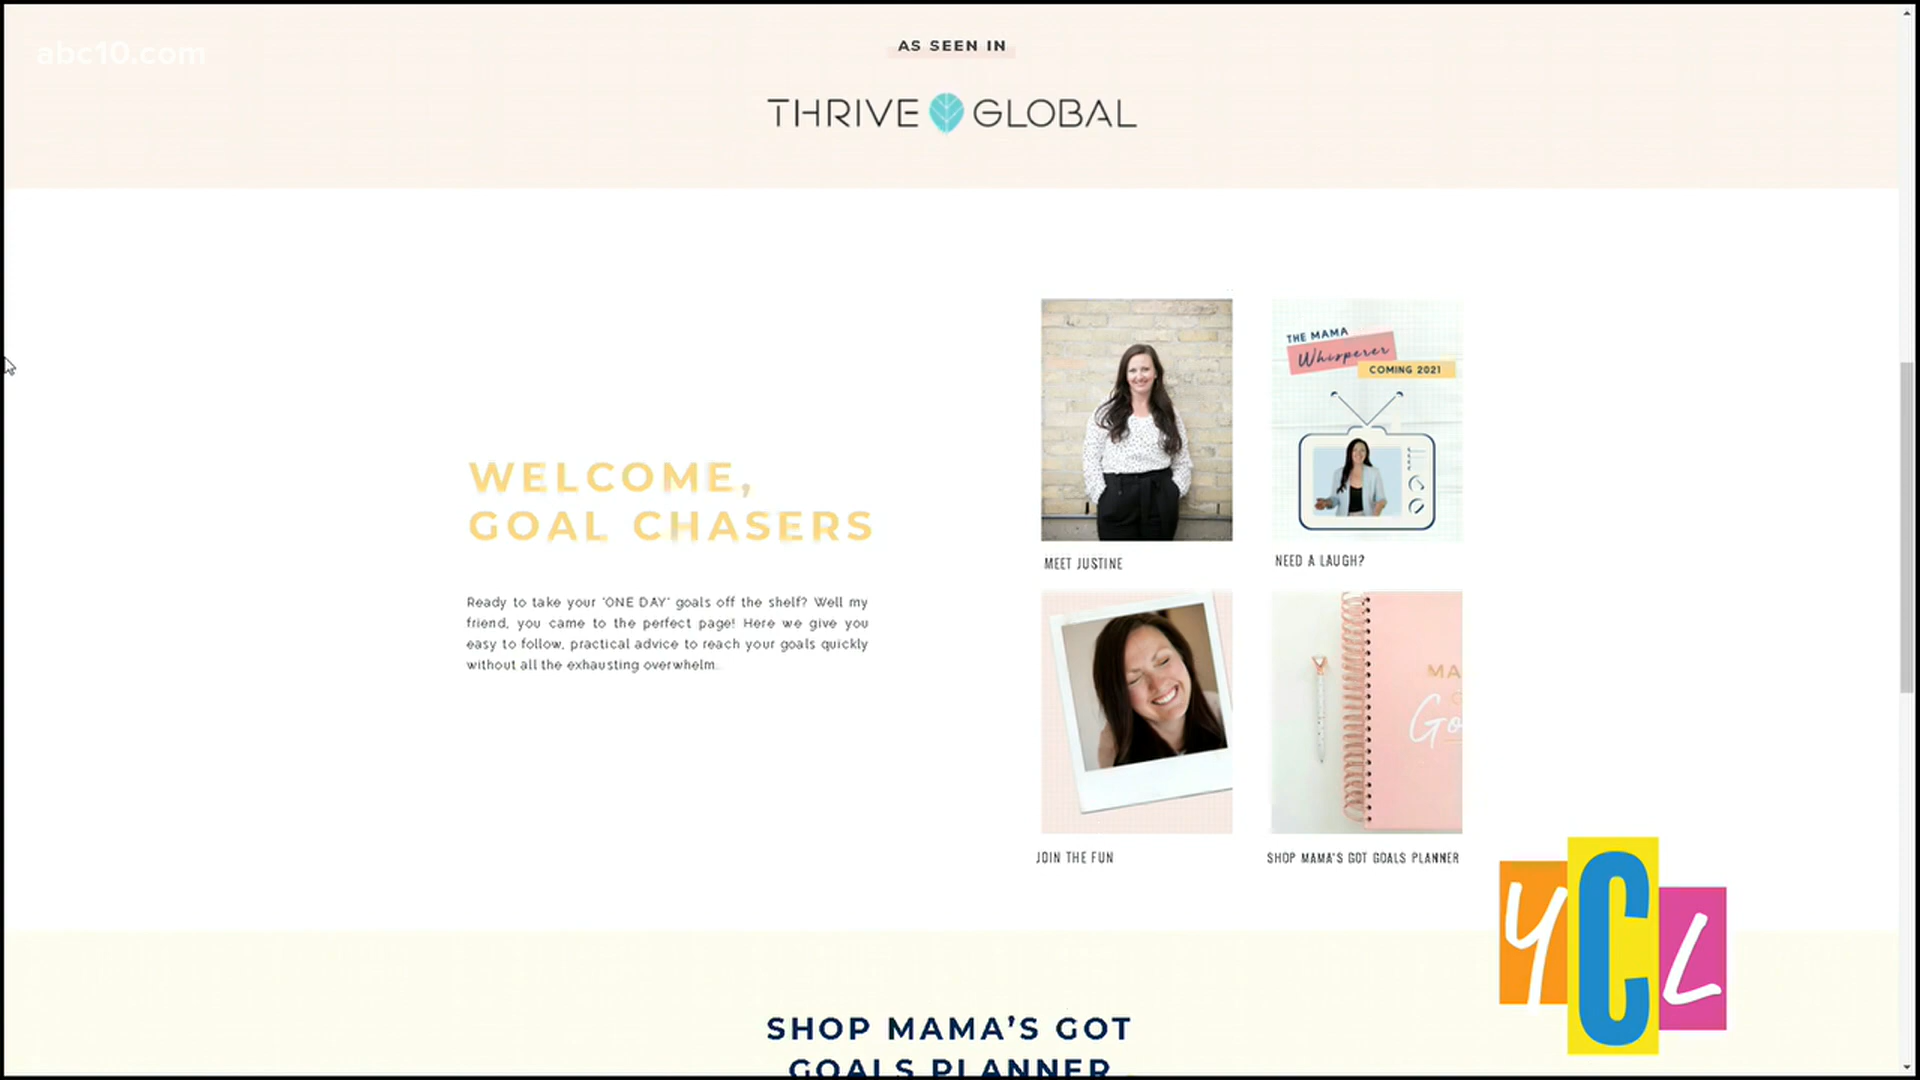 abc10.com
AS SEEN IN
THRIVE GLOBAL
WELCOME,
GOAL CHASERS
Ready to take your 'ONE DAY' goals off the shelf? Well my
friend, you came to the perfect page! Here we give you
easy to follow, practical advice to reach your goals quickly
without all the exhausting overwhelm.
MEET JUSTINE
THE MAMA
Whisperer
COMING 2021
NEED A LAUGH?
JOIN THE FUN
MA
Go
SHOP MAMA'S GOT GOALS PLANNER
YCL
SHOP MAMA'S GOT
GOALS PLANNER